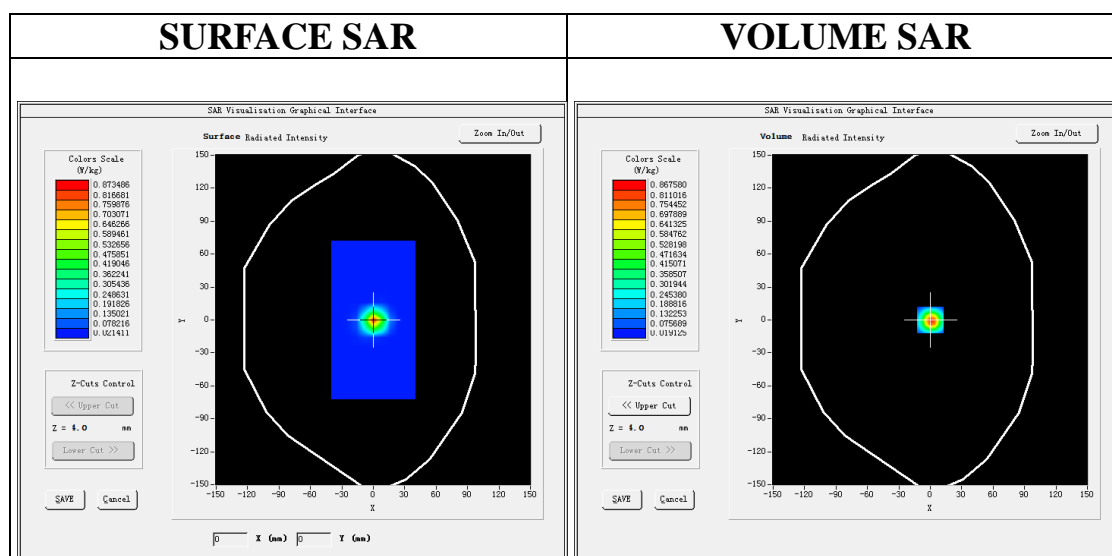 SURFACE SAR
VOLUME SAR
SAR Visualisation Graphical Interface
Surface Radiated Intensity
Zoom In/Out
Colors Scale
(W/kg)
0.873486
0.816681
0.759876
0.703071
0.646266
0.589461
0.532656
0.475851
0.419046
0.362241
0.305436
0.248631
0.191826
0.135021
0.078216
0.021411
Z-Cuts Control
<< Upper Cut
Z = 4.0 mm
Lower Cut >>
SAVE Cancel
150
120
90
60
30
0
-30
-60
-90
-120
-150
Y
-150 -120 -90 -60 -30 0 30 60 90 120 150
X
0 X (mm) 0 Y (mm)
SAR Visualisation Graphical Interface
Volume Radiated Intensity
Zoom In/Out
Colors Scale
(W/kg)
0.867580
0.811016
0.754452
0.697889
0.641325
0.584762
0.528198
0.471634
0.415071
0.358507
0.301944
0.245380
0.188816
0.132253
0.075689
0.019125
Z-Cuts Control
<< Upper Cut
Z = 4.0 mm
Lower Cut >>
SAVE Cancel
150
120
90
60
30
0
-30
-60
-90
-120
-150
Y
-150 -120 -90 -60 -30 0 30 60 90 120 150
X